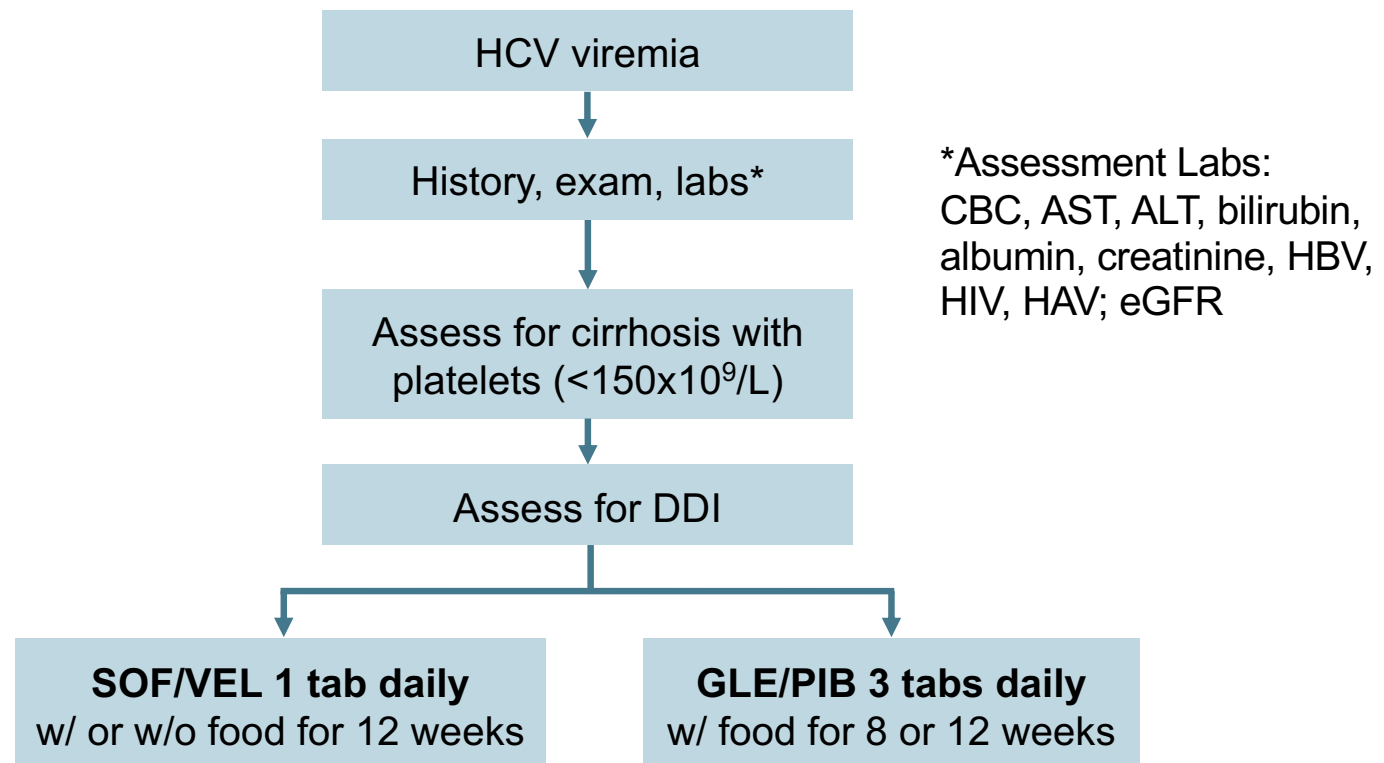 HCV viremia
History, exam, labs*
*Assessment Labs:
CBC, AST, ALT, bilirubin,
albumin, creatinine, HBV,
HIV, HAV; eGFR
Assess for cirrhosis with
platelets (<150x10⁹/L)
Assess for DDI
SOF/VEL 1 tab daily
w/ or w/o food for 12 weeks
GLE/PIB 3 tabs daily
w/ food for 8 or 12 weeks